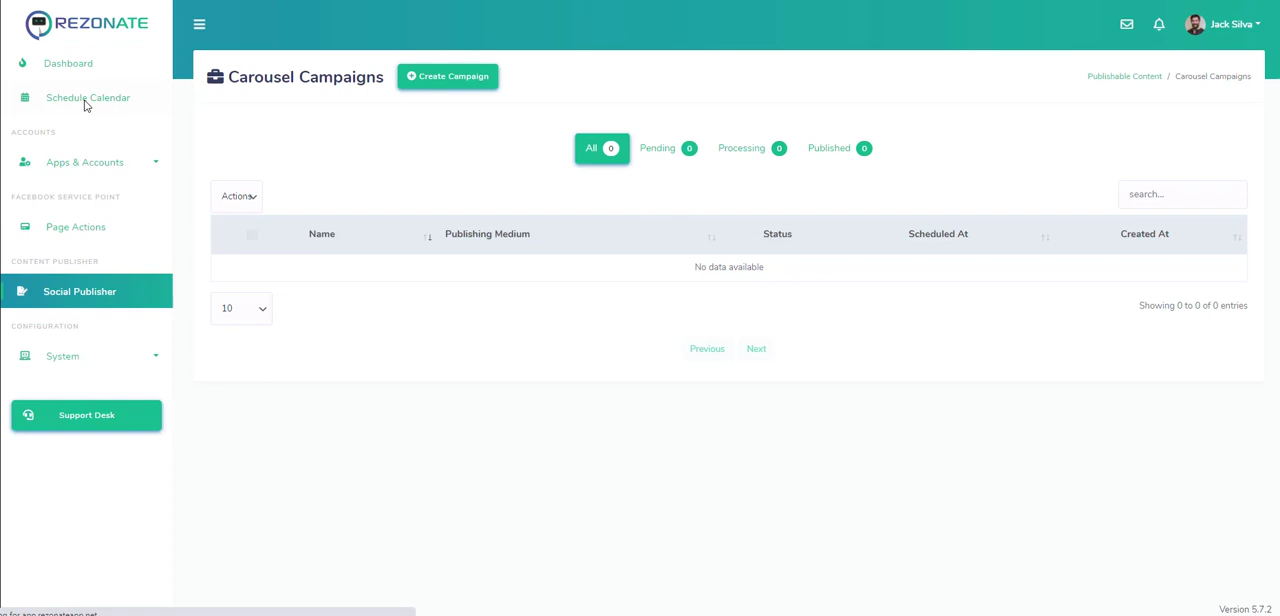 REZONATE
Jack Silva
Dashboard
Schedule Calendar
ACCOUNTS
Apps & Accounts
FACEBOOK SERVICE POINT
Page Actions
CONTENT PUBLISHER
Social Publisher
CONFIGURATION
System
Support Desk
Carousel Campaigns
Create Campaign
Publishable Content / Carousel Campaigns
All 0 Pending 0 Processing 0 Published 0
Actions
search...
Name Publishing Medium Status Scheduled At Created At
No data available
10
Showing 0 to 0 of 0 entries
Previous Next
Version 5.7.2